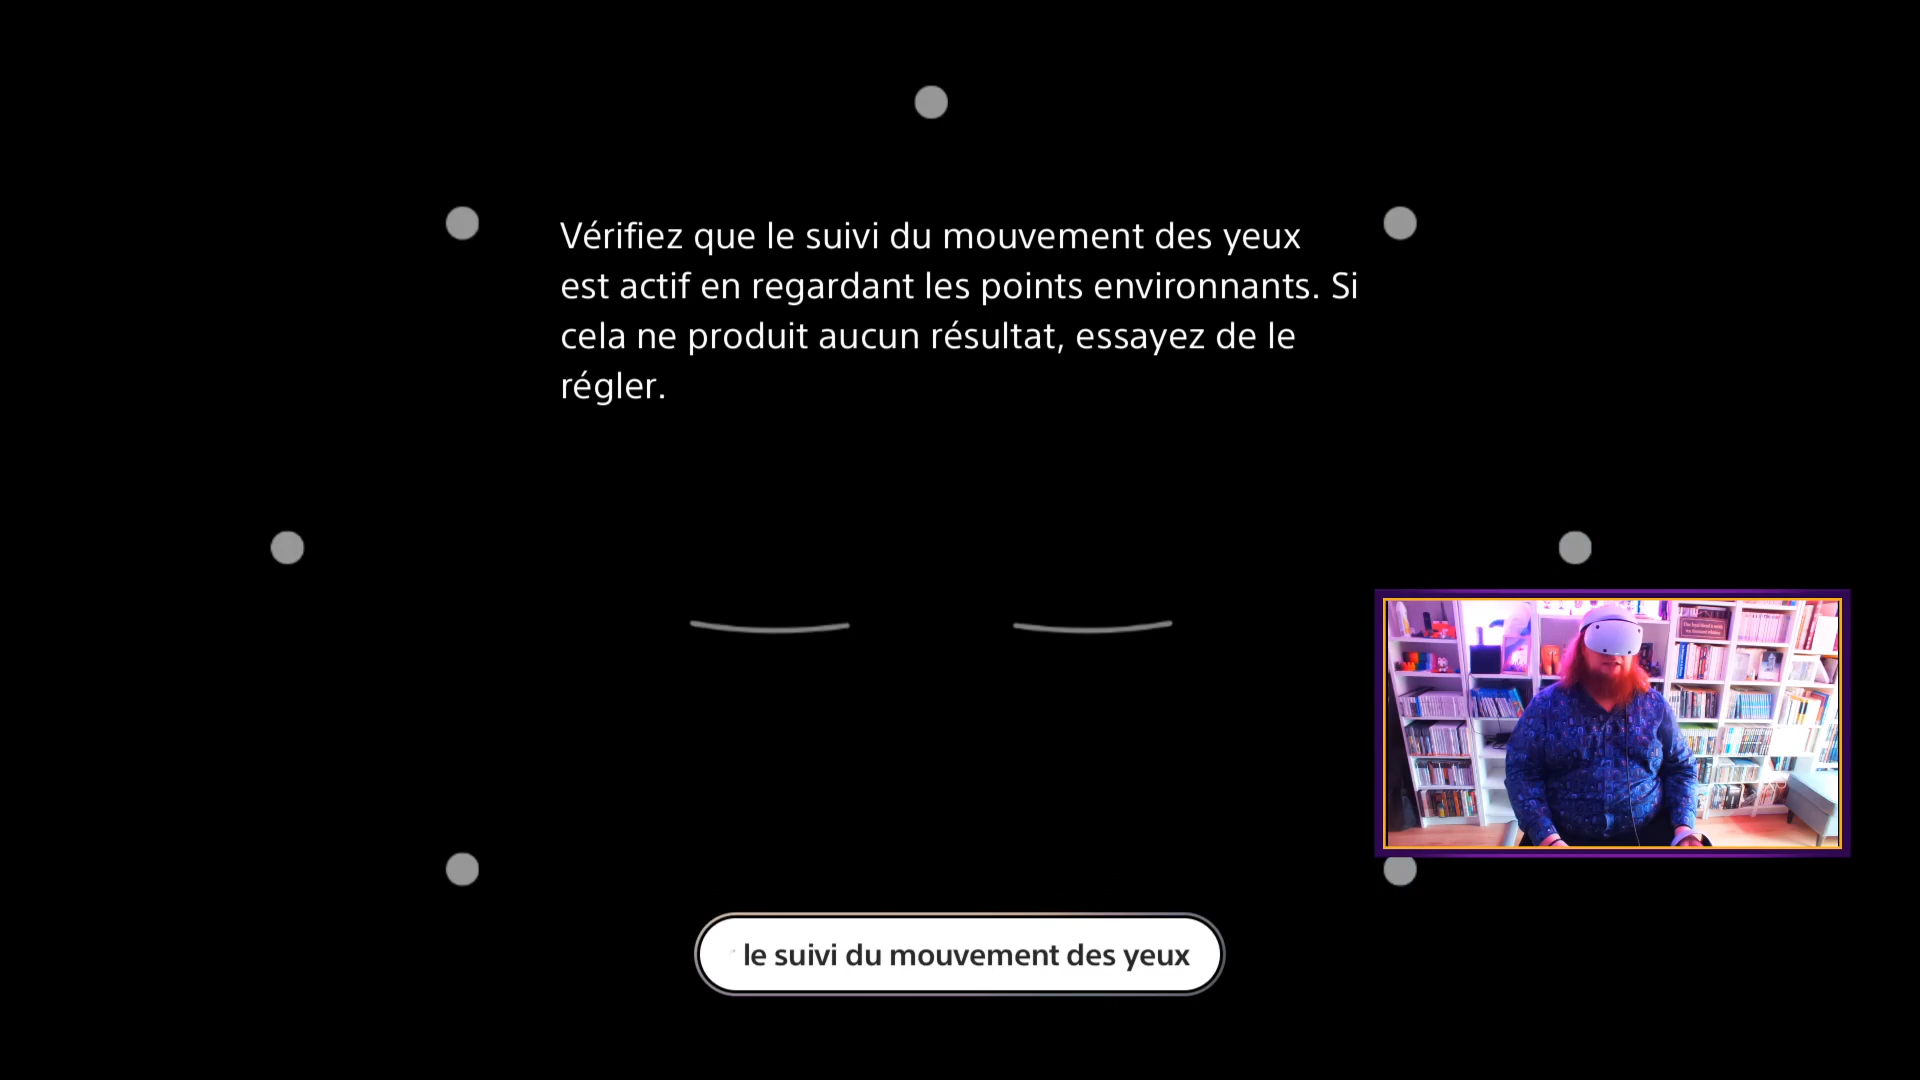 Vérifiez que le suivi du mouvement des yeux
est actif en regardant les points environnants. Si
cela ne produit aucun résultat, essayez de le
régler.
le suivi du mouvement des yeux